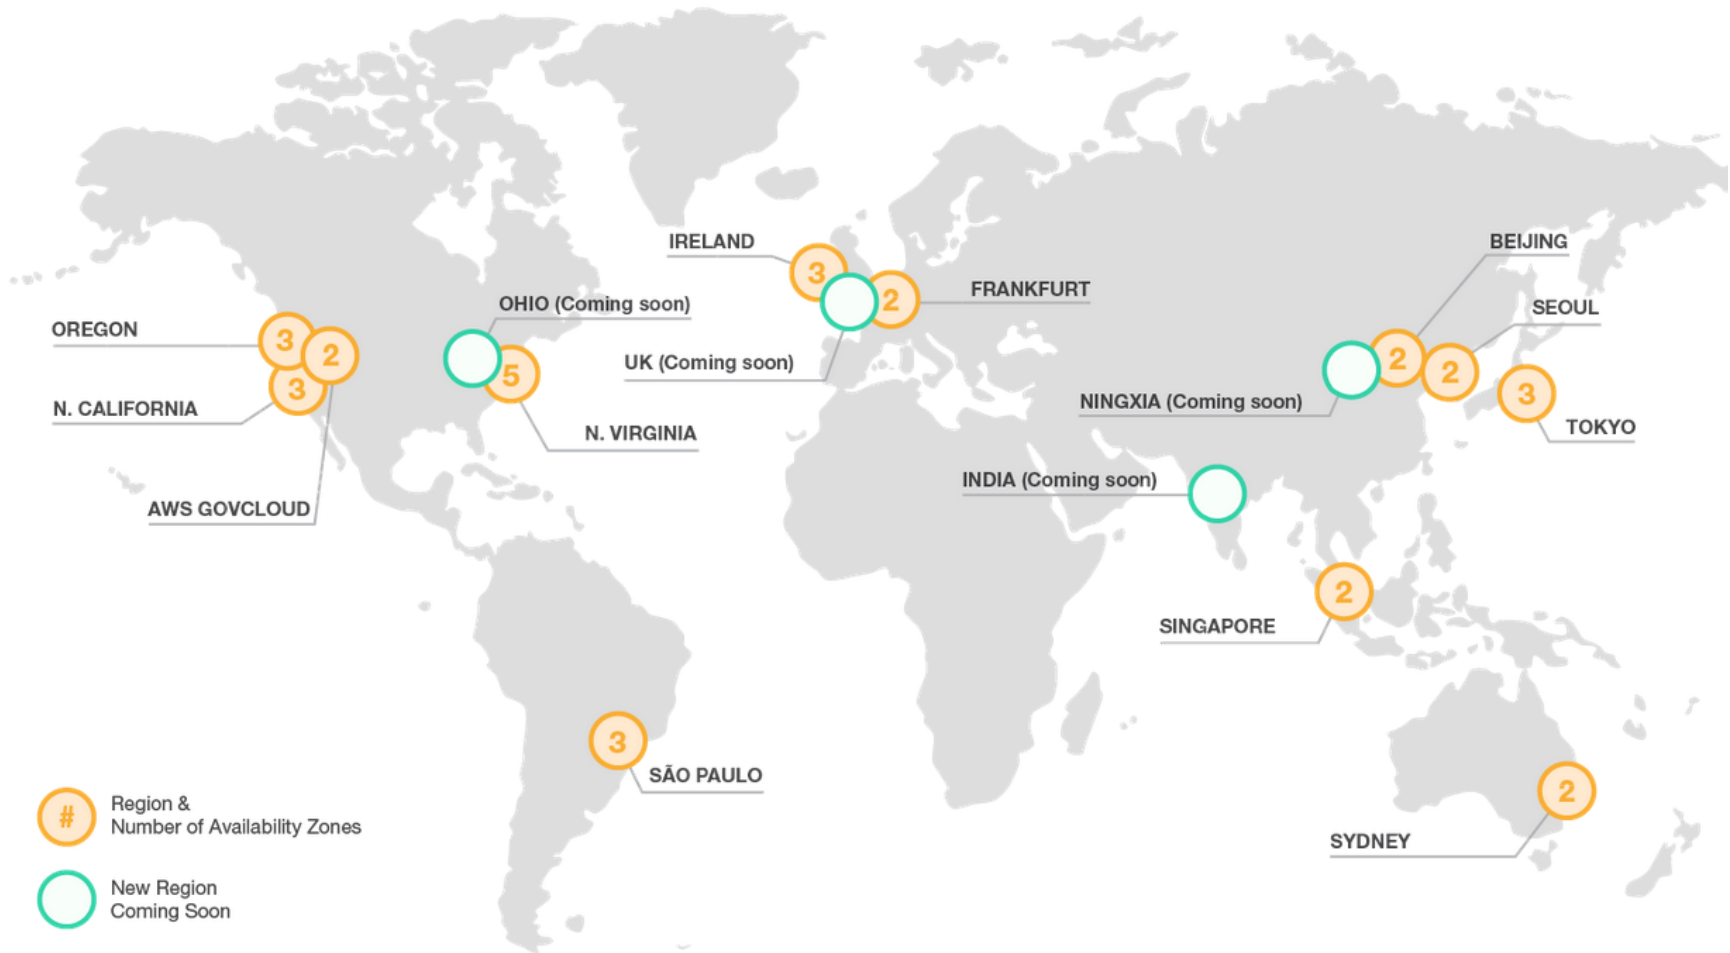 IRELAND
BEIJING
FRANKFURT
OHIO (Coming soon)
SEOUL
OREGON
3
2
3
3
2
5
UK (Coming soon)
2
2
3
NINGXIA (Coming soon)
N. CALIFORNIA
TOKYO
N. VIRGINIA
INDIA (Coming soon)
AWS GOVCLOUD
2
SINGAPORE
3
SÃO PAULO
2
SYDNEY
# Region &
Number of Availability Zones
New Region
Coming Soon